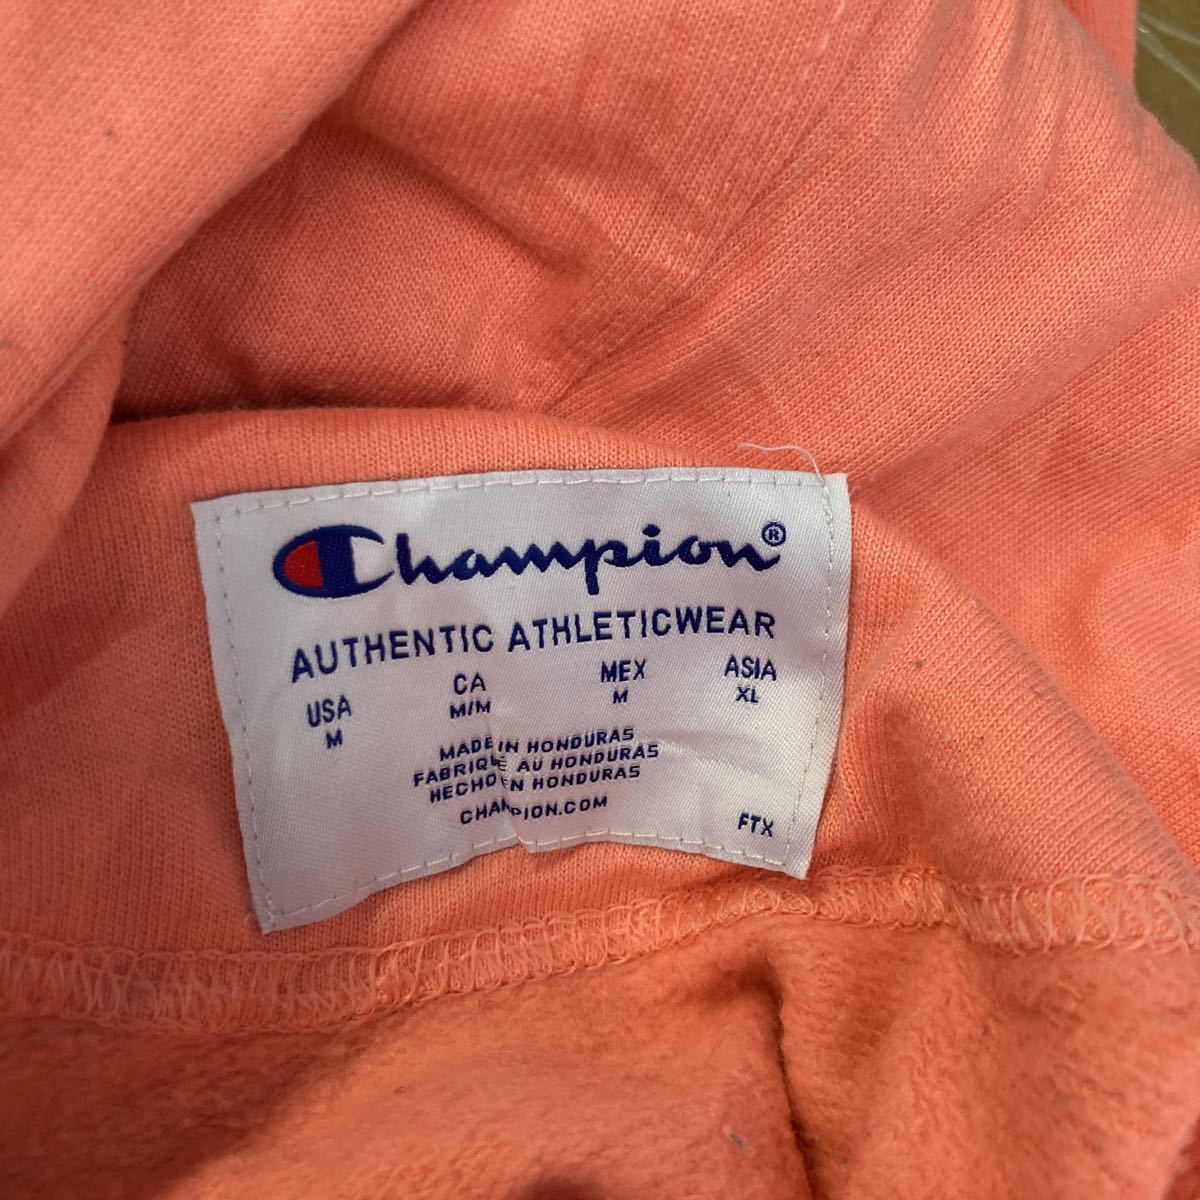 Champion®
AUTHENTIC ATHLETICWEAR
USA CA MEX ASIA
M M/M M XL
MADE IN HONDURAS
FABRIQUÉ AU HONDURAS
HECHO EN HONDURAS
CHAMPION.COM
FTX